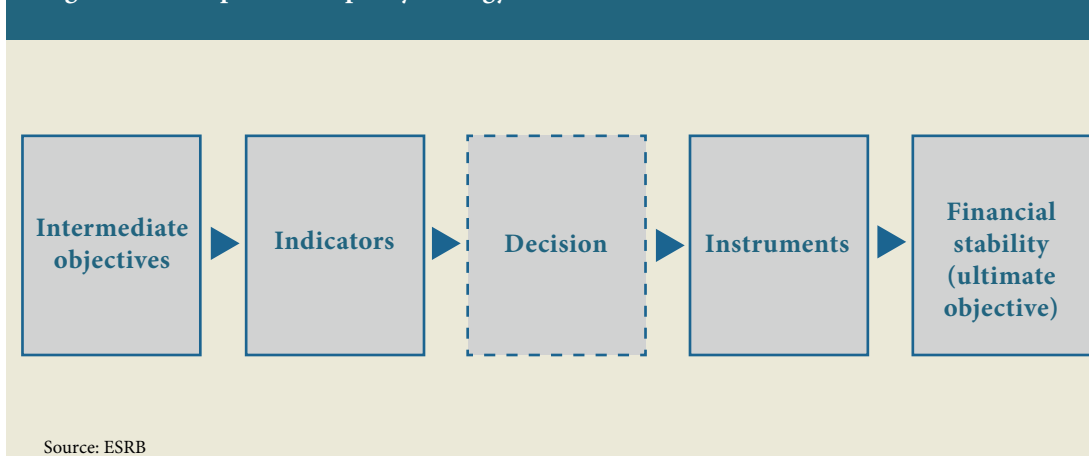 Intermediate
objectives
Indicators
Decision
Instruments
Financial
stability
(ultimate
objective)
Source: ESRB